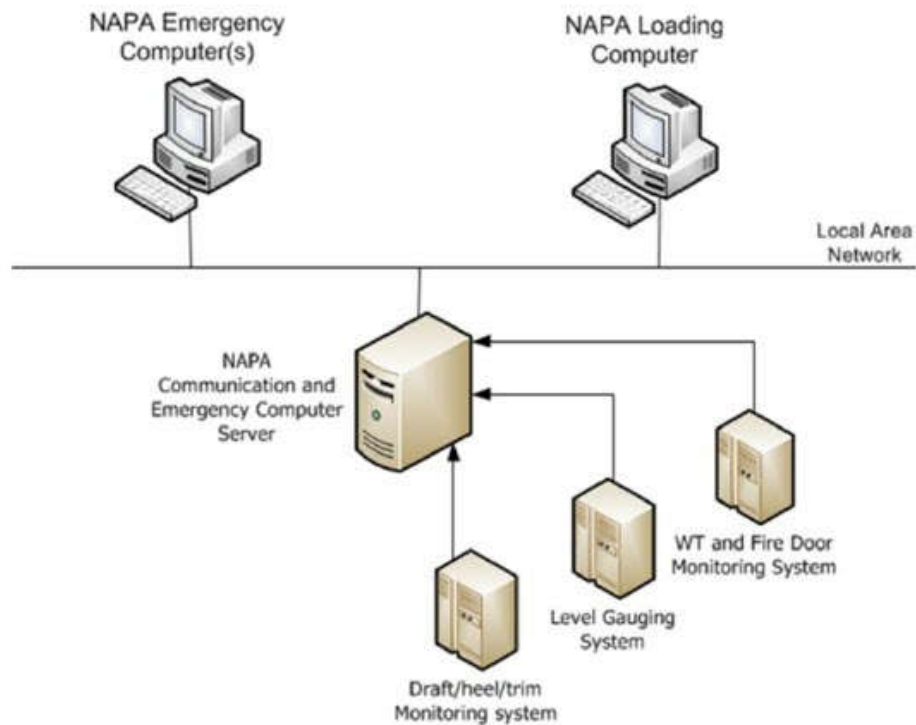 NAPA Emergency
Computer(s)
NAPA Loading
Computer
Local Area
Network
NAPA
Communication and
Emergency Computer
Server
WT and Fire Door
Monitoring System
Level Gauging
System
Draft/heel/trim
Monitoring system